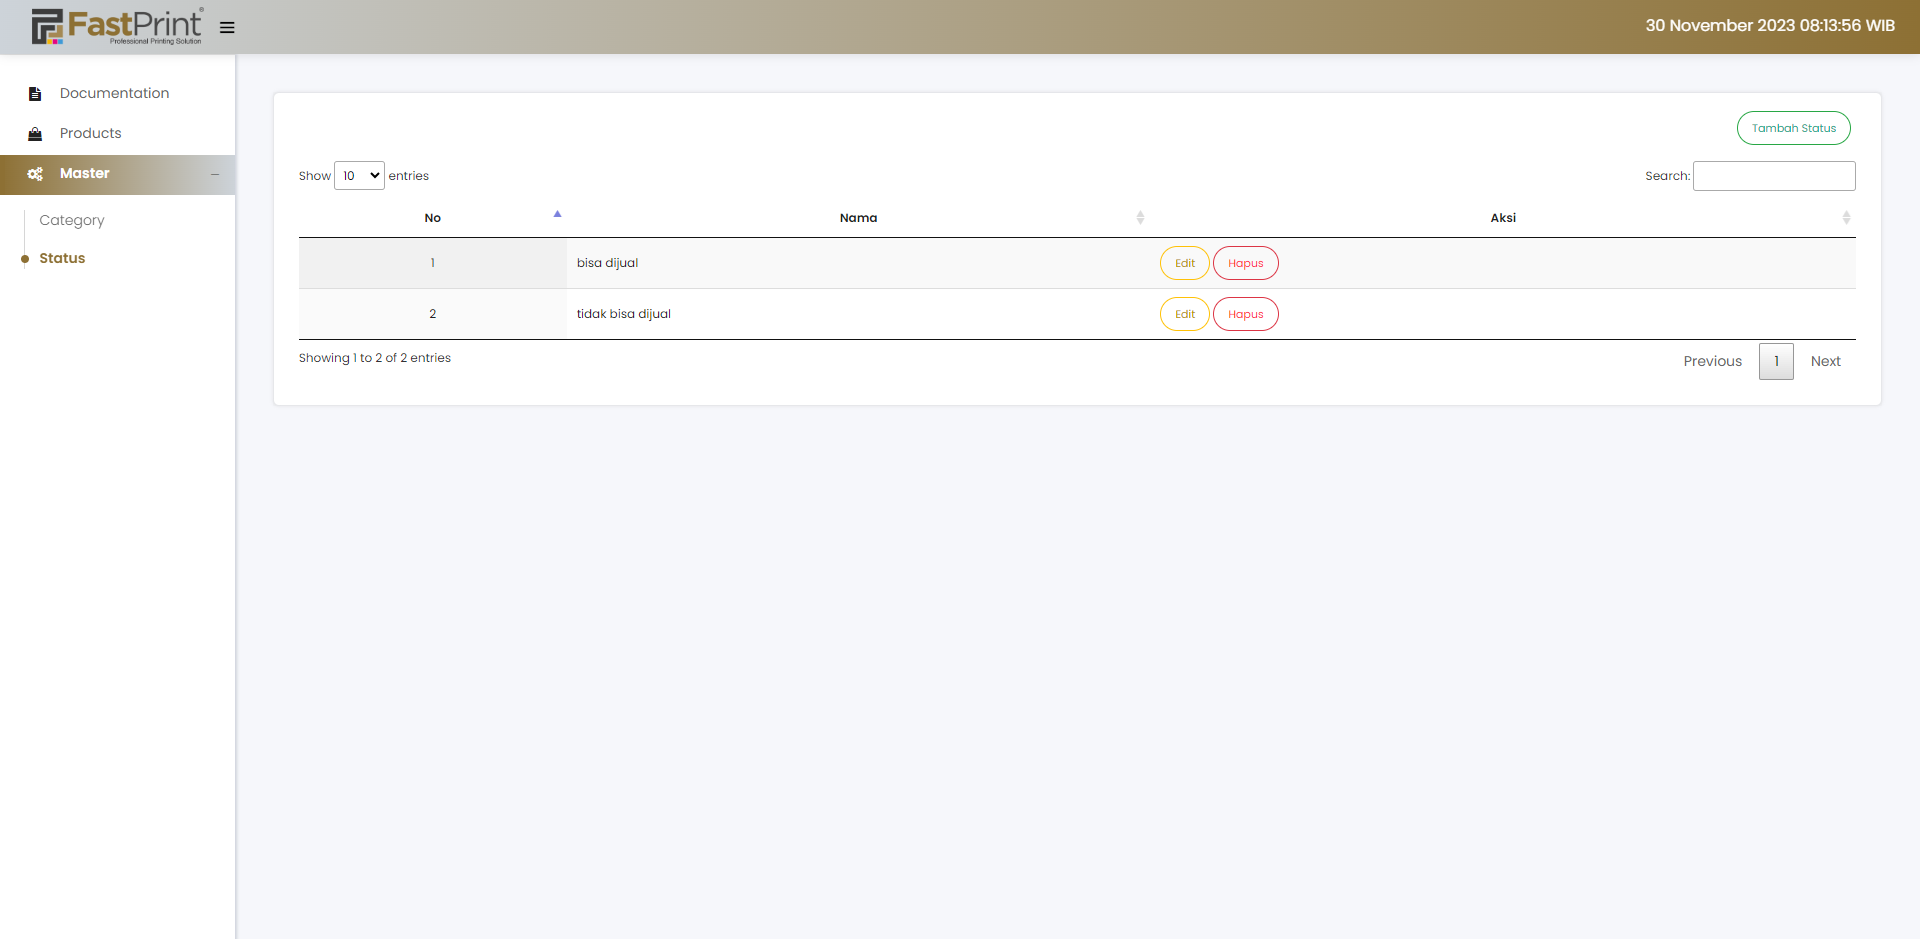 FastPrint®
Professional Printing Solution
30 November 2023 08:13:56 WIB
Documentation
Products
Master
Category
Status
Tambah Status
Show 10 entries
Search:
No Nama Aksi
1 bisa dijual Edit Hapus
2 tidak bisa dijual Edit Hapus
Showing 1 to 2 of 2 entries
Previous 1 Next